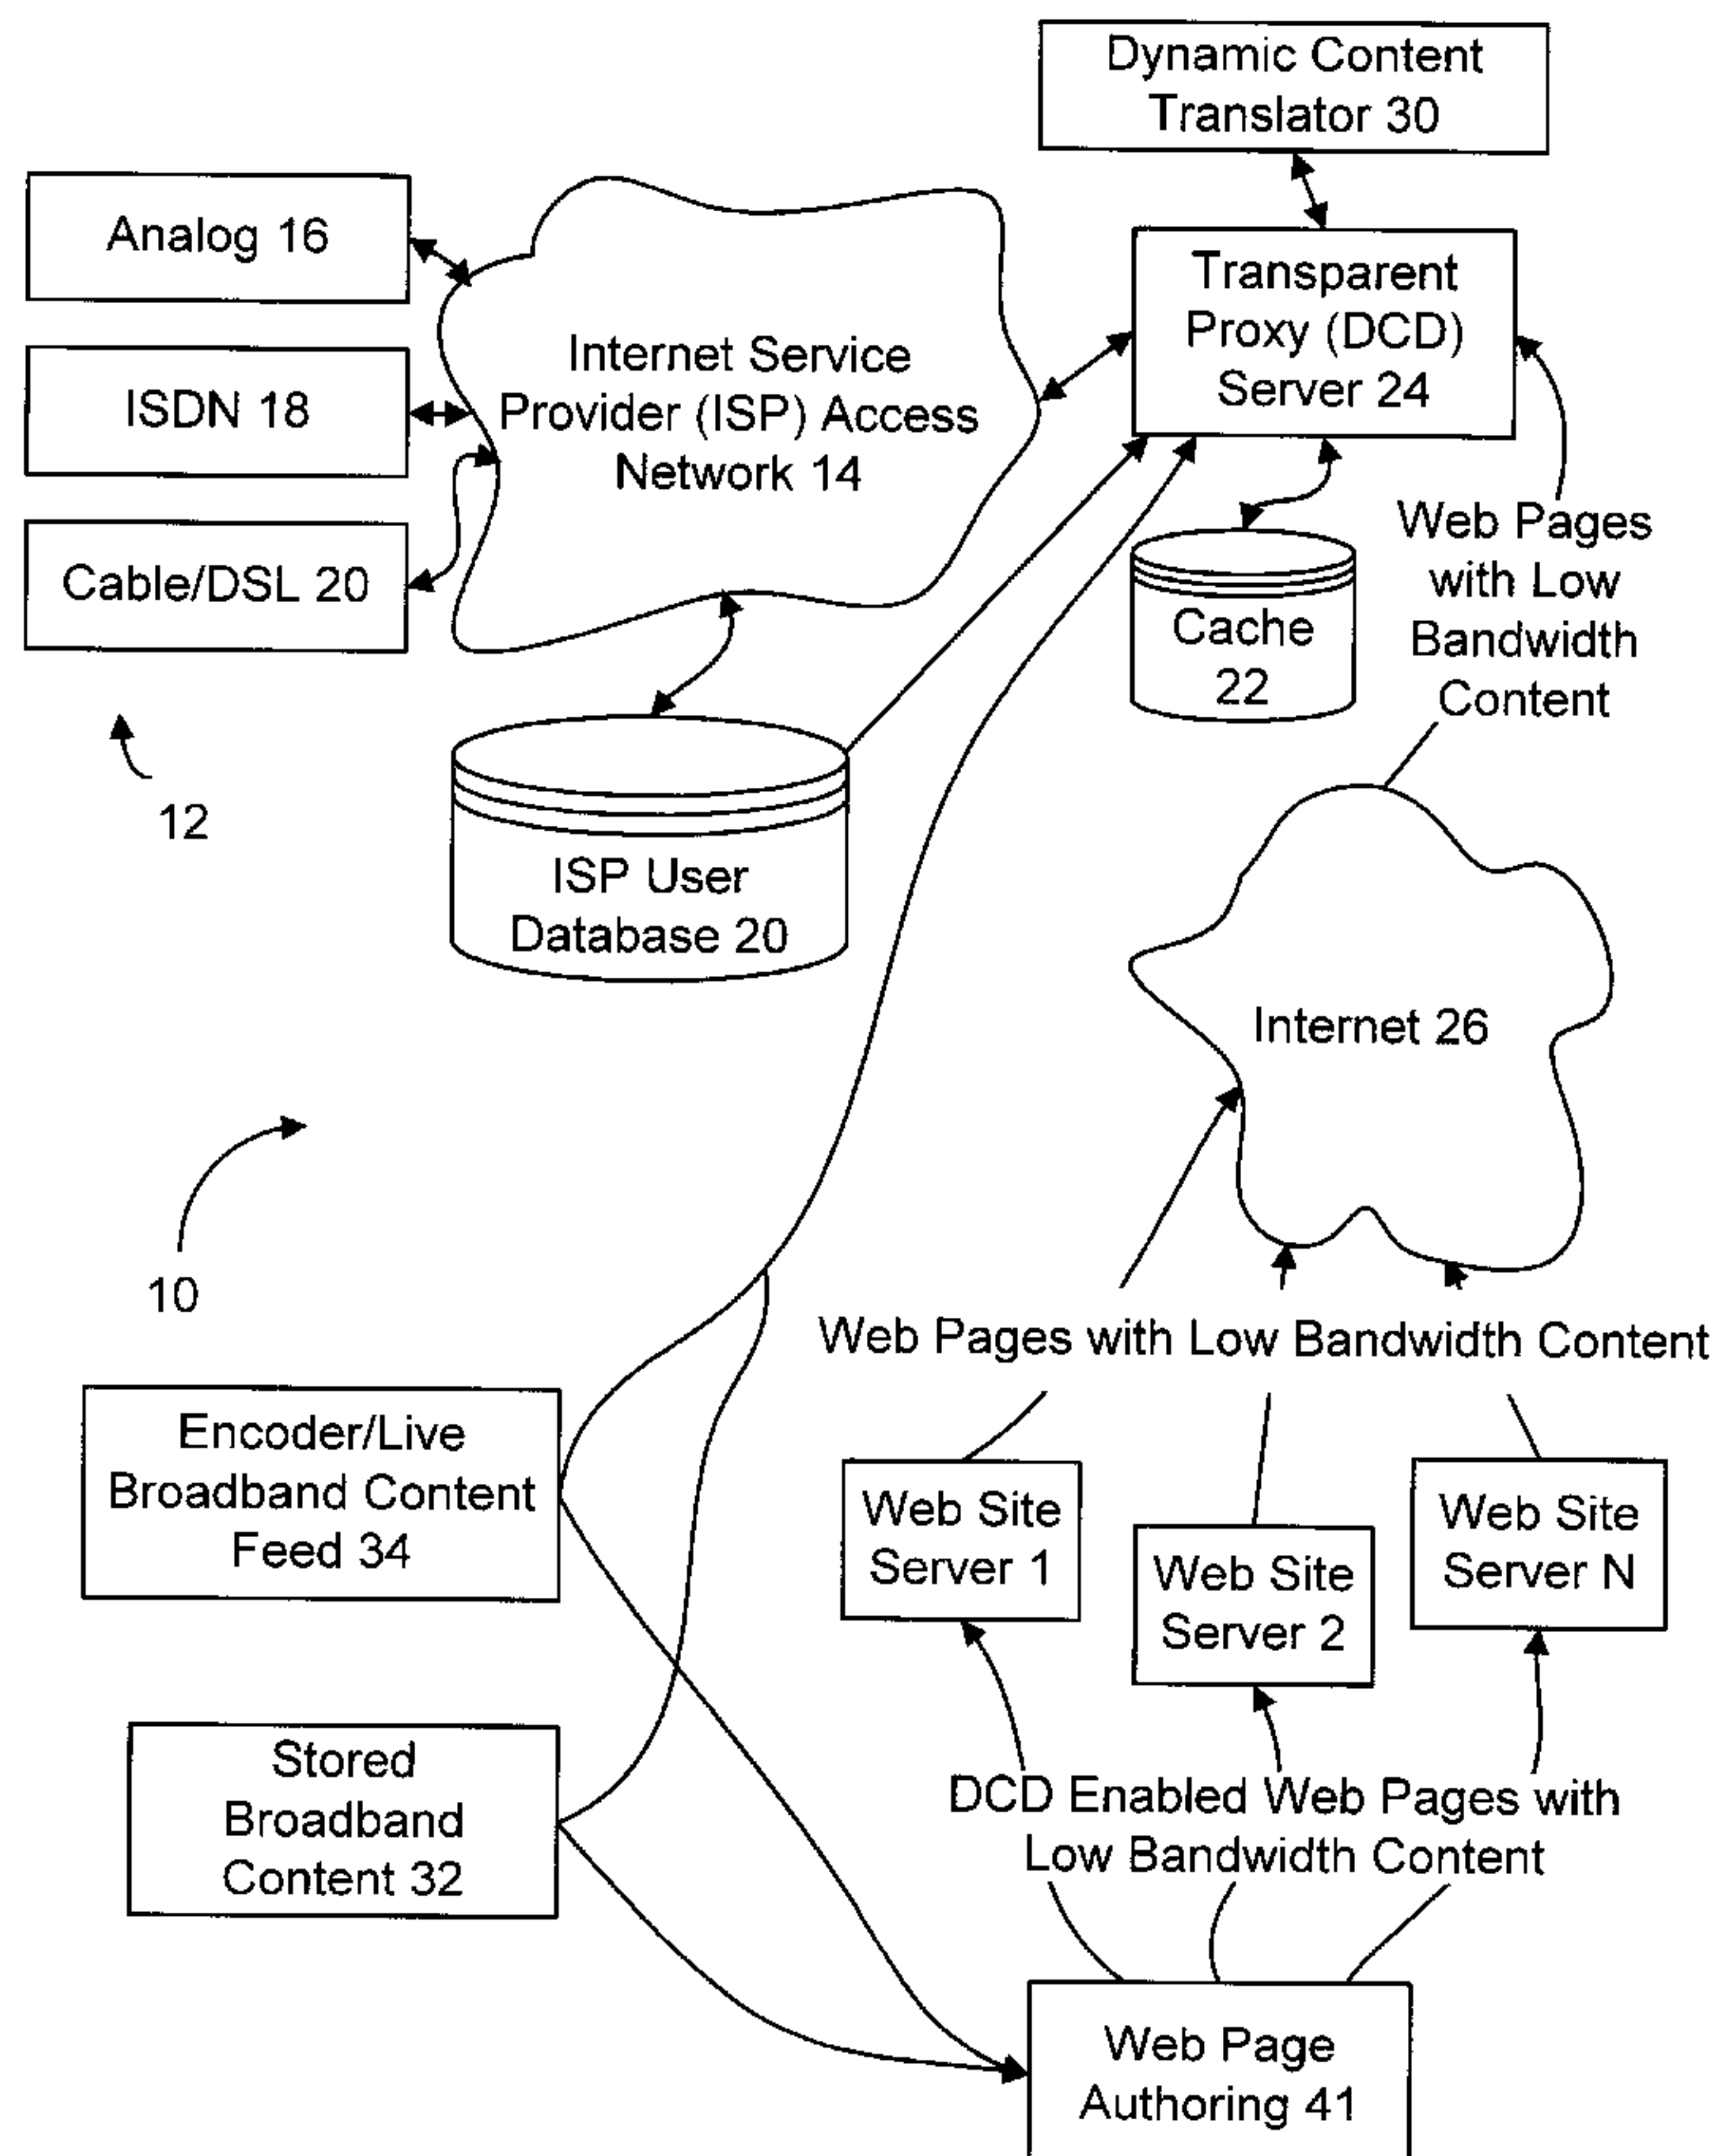 Dynamic Content
Translator 30
Analog 16
ISDN 18
Cable/DSL 20
12
Internet Service
Provider (ISP) Access
Network 14
Transparent
Proxy (DCD)
Server 24
Cache
22
Web Pages
with Low
Bandwidth
Content
ISP User
Database 20
Internet 26
10
Web Pages with Low Bandwidth Content
Encoder/Live
Broadband Content
Feed 34
Web Site
Server 1
Web Site
Server 2
Web Site
Server N
Stored
Broadband
Content 32
DCD Enabled Web Pages with
Low Bandwidth Content
Web Page
Authoring 41